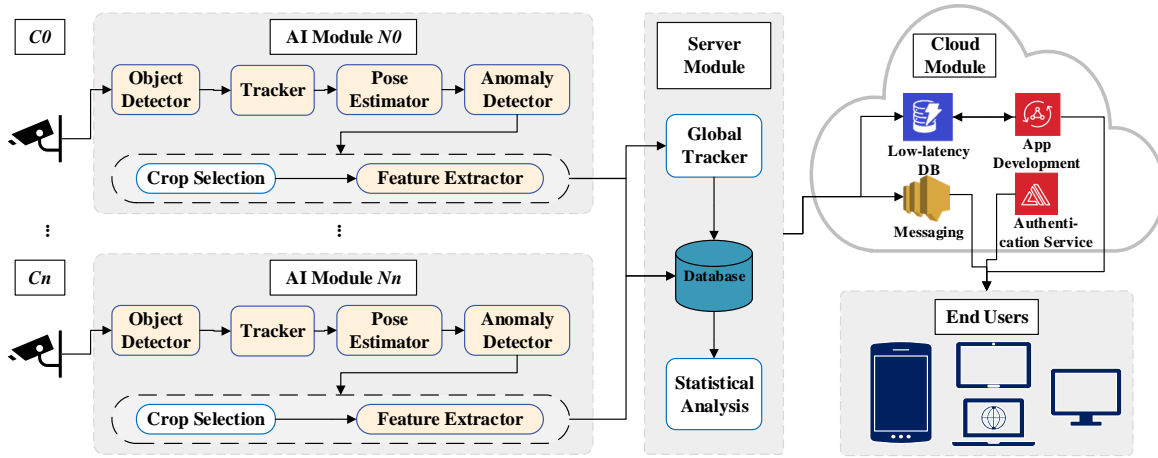 C0
AI Module N0
Object
Detector
Tracker
Pose
Estimator
Anomaly
Detector
Crop Selection
Feature Extractor
...
...
Cn
AI Module Nn
Object
Detector
Tracker
Pose
Estimator
Anomaly
Detector
Crop Selection
Feature Extractor
Server
Module
Global
Tracker
Database
Statistical
Analysis
Cloud
Module
Low-latency
DB
App
Development
Messaging
Authenti-
cation Service
End Users